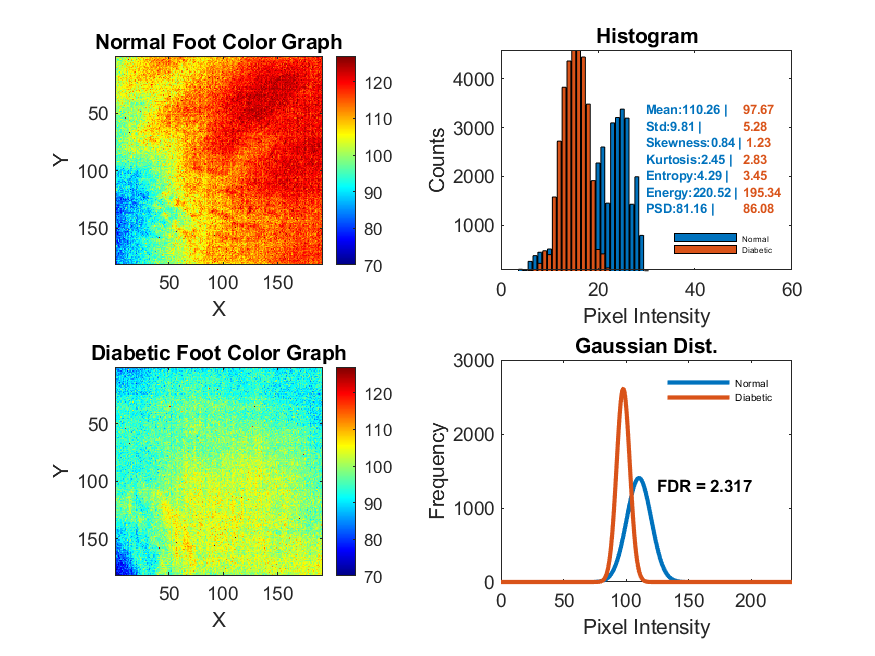 Normal Foot Color Graph
Y
50
100
150
50 100 150
X
120
110
100
90
80
70
Histogram
Counts
4000
3000
2000
1000
Mean:110.26 | 97.67
Std:9.81 | 5.28
Skewness:0.84 | 1.23
Kurtosis:2.45 | 2.83
Entropy:4.29 | 3.45
Energy:220.52 | 195.34
PSD:81.16 | 86.08
Normal
Diabetic
0 20 40 60
Pixel Intensity
Diabetic Foot Color Graph
Y
50
100
150
50 100 150
X
120
110
100
90
80
70
Gaussian Dist.
Frequency
3000
2000
1000
0
Normal
Diabetic
FDR = 2.317
0 50 100 150 200
Pixel Intensity